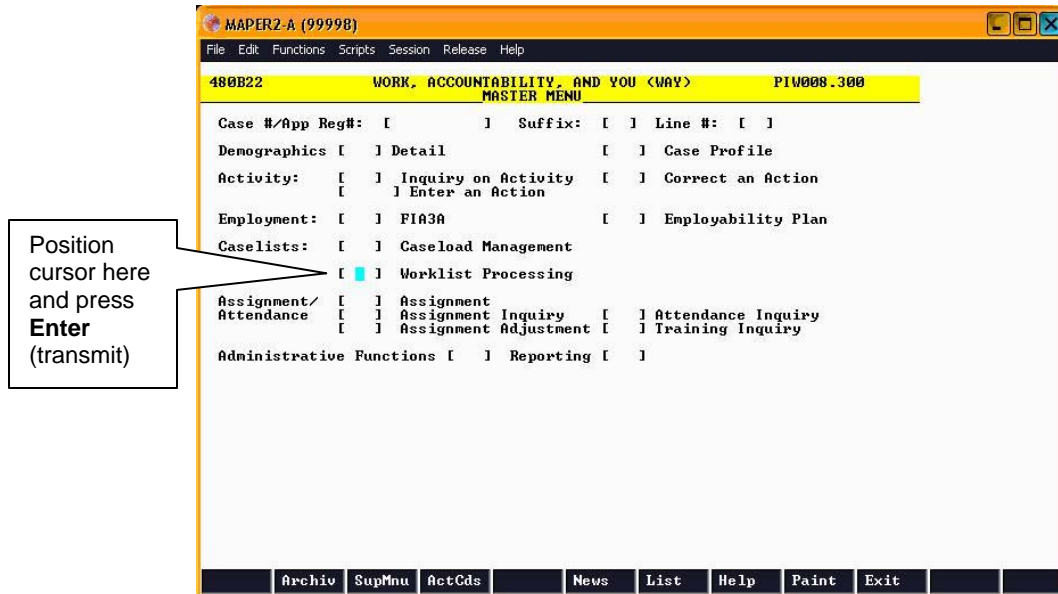 MAPER2-A (99998)
File Edit Functions Scripts Session Release Help
480B22 WORK, ACCOUNTABILITY, AND YOU <WAY> PIW008.300
MASTER MENU
Case #/App Reg#: [ ] Suffix: [ ] Line #: [ ]
Demographics [ ] Detail [ ] Case Profile
Activity: [ ] Inquiry on Activity [ ] Correct an Action
[ ] Enter an Action
Employment: [ ] FIA3A [ ] Employability Plan
Caselists: [ ] Caseload Management
[ ] Worklist Processing
Assignment/ [ ] Assignment
Attendance [ ] Assignment Inquiry [ ] Attendance Inquiry
[ ] Assignment Adjustment [ ] Training Inquiry
Administrative Functions [ ] Reporting [ ]
Position
cursor here
and press
Enter
(transmit)
Archiv SupMnu ActCds News List Help Paint Exit